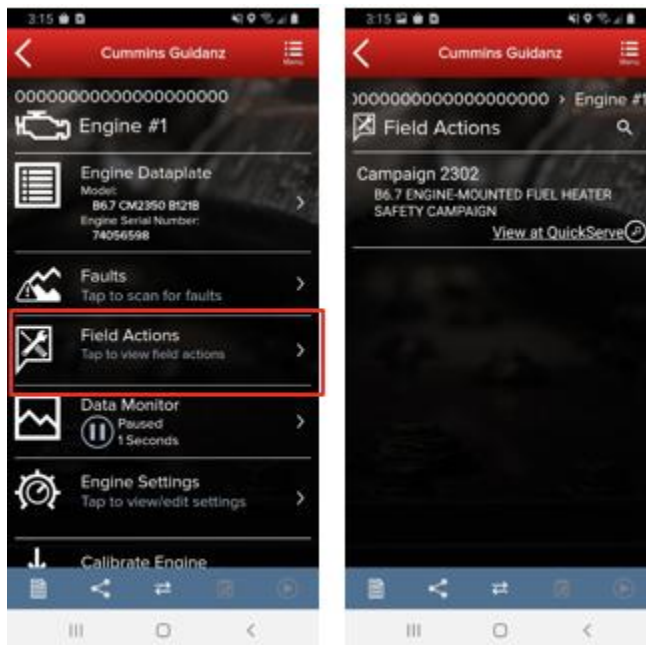 3:15
Cummins Guidanz
Menu
00000000000000000000
Engine #1
Engine Dataplate
Model:
B6.7 CM2350 B121B
Engine Serial Number:
74056598
Faults
Tap to scan for faults
Field Actions
Tap to view field actions
Data Monitor
Paused
1 Seconds
Engine Settings
Tap to view/edit settings
Calibrate Engine
3:15
Cummins Guidanz
Menu
00000000000000000 > Engine #1
Field Actions
Campaign 2302
B6.7 ENGINE-MOUNTED FUEL HEATER
SAFETY CAMPAIGN
View at QuickServe